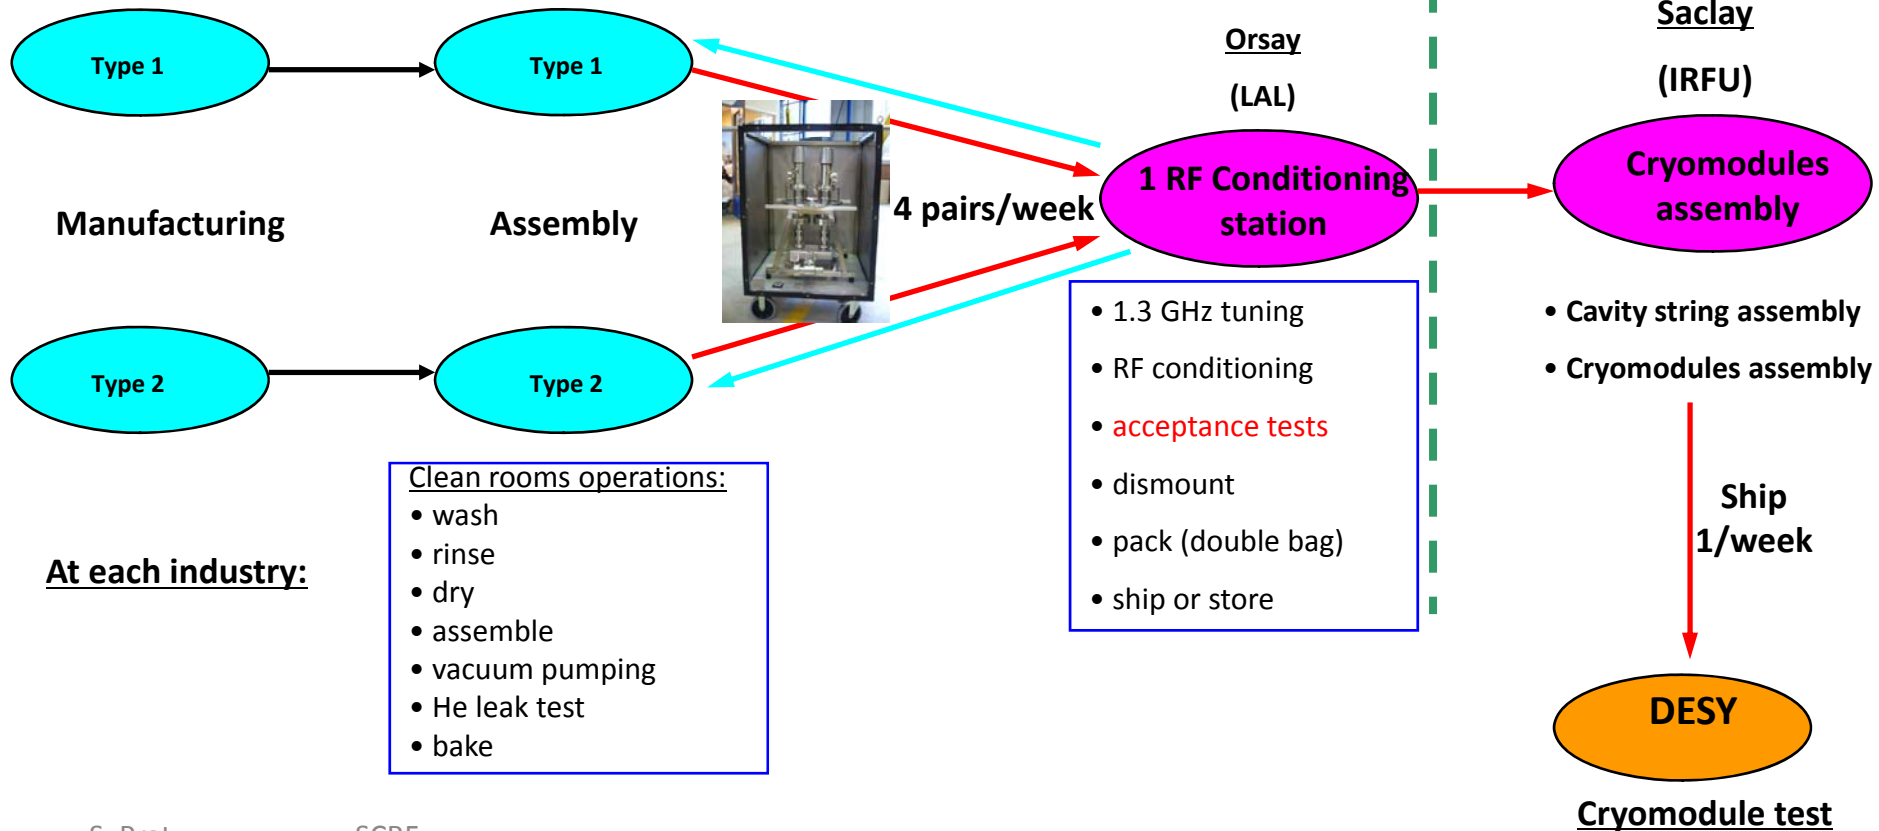 Saclay
(IRFU)
Orsay
(LAL)
Type 1
Type 1
Manufacturing
Assembly
4 pairs/week
1 RF Conditioning
station
Cryomodules
assembly
Type 2
Type 2
• 1.3 GHz tuning
• RF conditioning
• acceptance tests
• dismount
• pack (double bag)
• ship or store
• Cavity string assembly
• Cryomodules assembly
At each industry:
Clean rooms operations:
• wash
• rinse
• dry
• assemble
• vacuum pumping
• He leak test
• bake
Ship
1/week
DESY
Cryomodule test